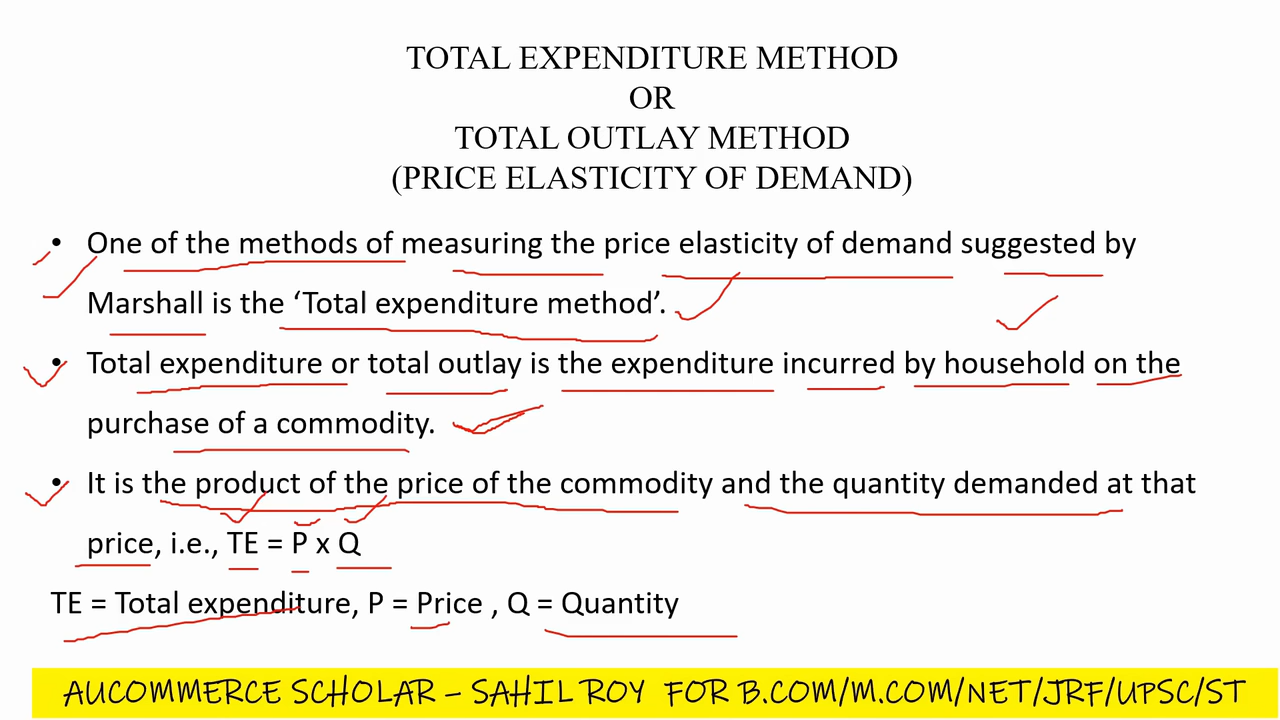 TOTAL EXPENDITURE METHOD
OR
TOTAL OUTLAY METHOD
(PRICE ELASTICITY OF DEMAND)
• One of the methods of measuring the price elasticity of demand suggested by
Marshall is the ‘Total expenditure method’.
• Total expenditure or total outlay is the expenditure incurred by household on the
purchase of a commodity.
• It is the product of the price of the commodity and the quantity demanded at that
price, i.e., TE = P x Q
TE = Total expenditure, P = Price , Q = Quantity
AUCOMMERCE SCHOLAR – SAHIL ROY FOR B.COM/M.COM/NET/JRF/UPSC/ST